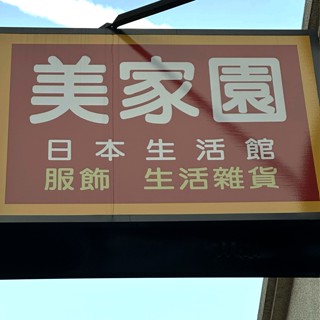 美家園
日本生活館
服飾 生活雜貨